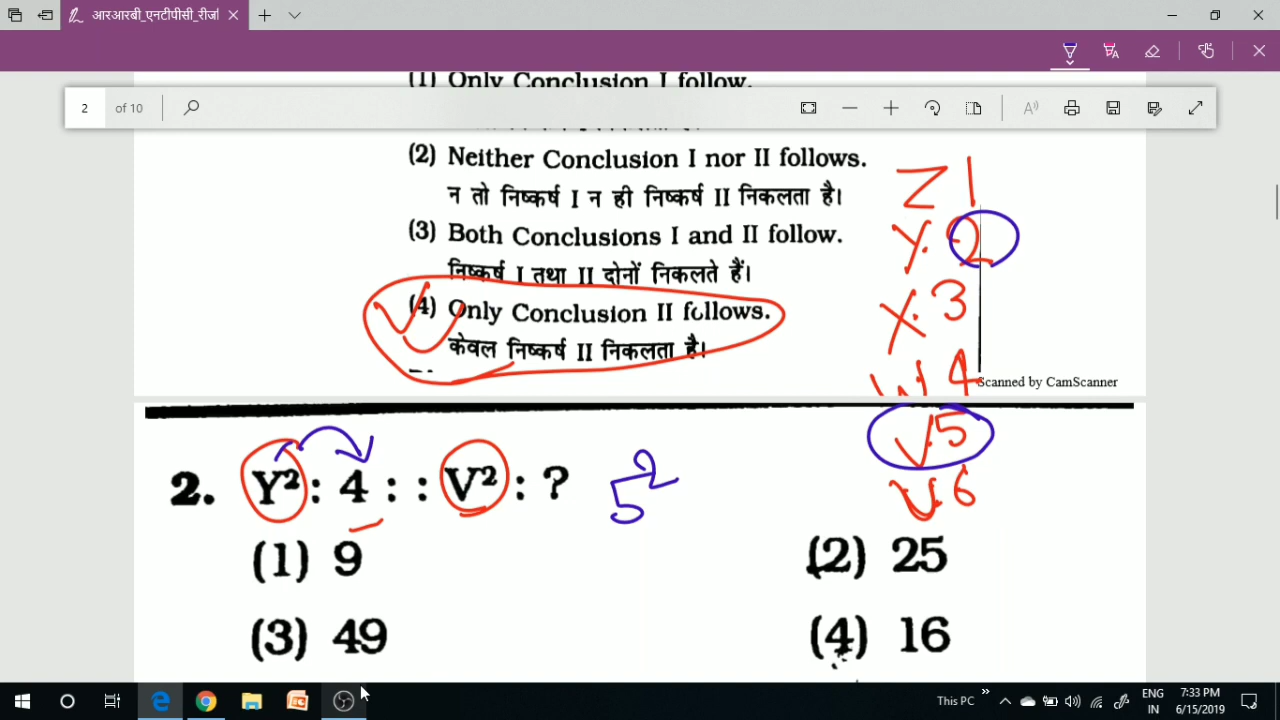 आरआरबी_एनटीपीसी_रीज
2 of 10
(1) Only Conclusion I follow.
(2) Neither Conclusion I nor II follows.
न तो निष्कर्ष I न ही निष्कर्ष II निकलता है।
(3) Both Conclusions I and II follow.
निष्कर्ष I तथा II दोनों निकलते हैं।
(4) Only Conclusion II follows.
केवल निष्कर्ष II निकलता है।
Z 1
Y. 2
X. 3
W 4
Scanned by CamScanner
V 5
U. 6
2. Y² : 4 : : V² : ?
5²
(1) 9
(2) 25
(3) 49
(4) 16
This PC
ENG
IN
7:33 PM
6/15/2019